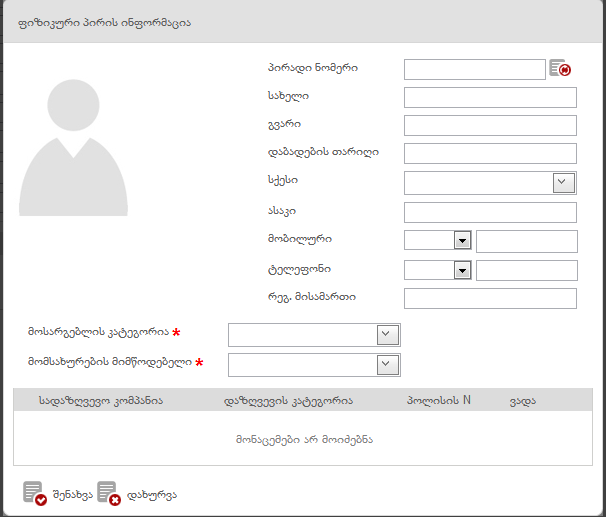 ფიზიკური პირის ინფორმაცია
პირადი ნომერი
სახელი
გვარი
დაბადების თარიღი
სქესი
ასაკი
მობილური
ტელეფონი
რეგ. მისამართი
მოსარგებლის კატეგორია *
მომსახურების მიმწოდებელი *
სადაზღვევო კომპანია დაზღვევის კატეგორია პოლისის N ვადა
მონაცემები არ მოიძებნა
შენახვა დახურვა